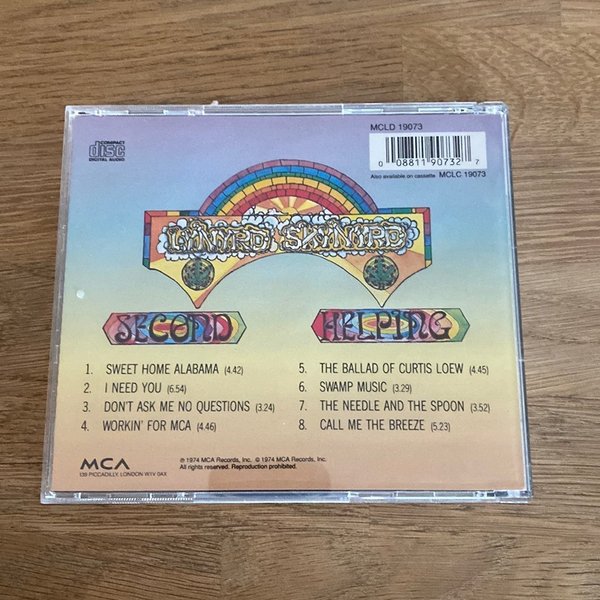 COMPACT
disc
DIGITAL AUDIO
MCLD 19073
0 08811 90732 7
Also available on cassette MCLC 19073
LYNYRD SKYNYRD
SECOND HELPING
1. SWEET HOME ALABAMA (4.42)
2. I NEED YOU (6.54)
3. DON'T ASK ME NO QUESTIONS (3.24)
4. WORKIN' FOR MCA (4.46)
5. THE BALLAD OF CURTIS LOEW (4.45)
6. SWAMP MUSIC (3.29)
7. THE NEEDLE AND THE SPOON (3.52)
8. CALL ME THE BREEZE (5.23)
MCA
139 PICCADILLY, LONDON W1V 0AX
℗ 1974 MCA Records, Inc. © 1974 MCA Records, Inc.
All rights reserved. Reproduction prohibited.